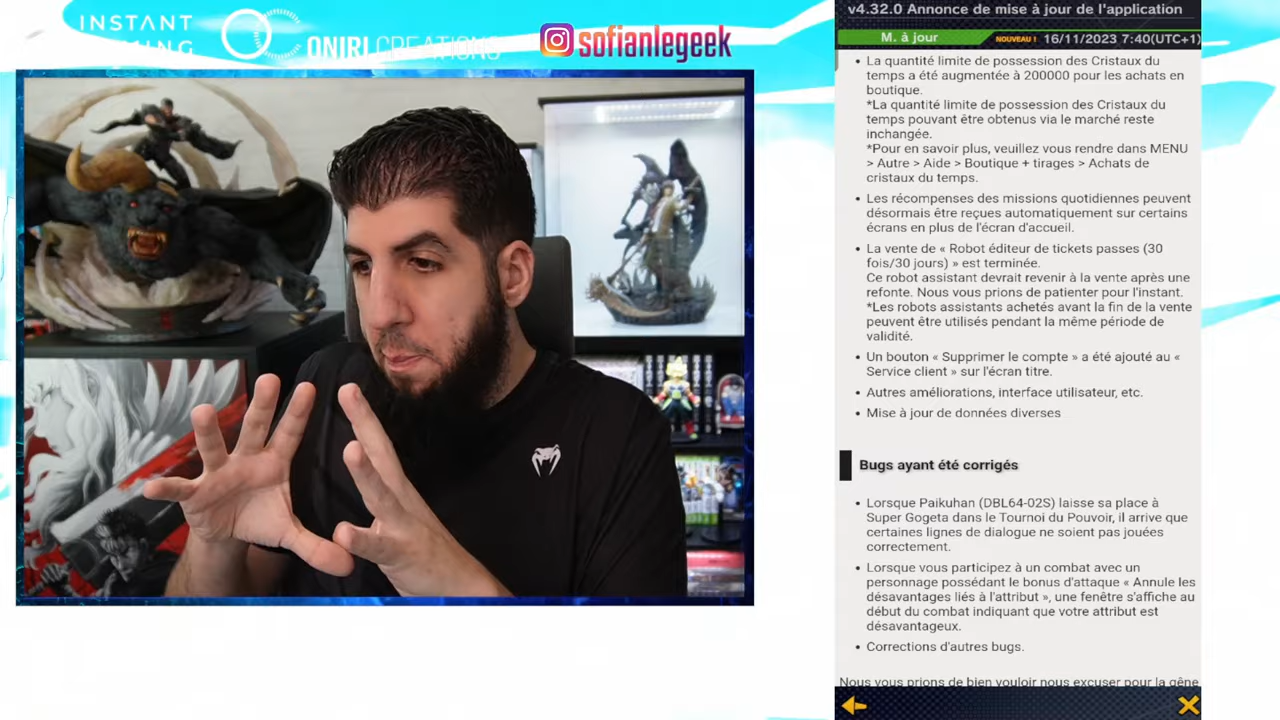 INSTANT
GAMING
ONIRI CREATIONS
sofianlegeek
v4.32.0 Annonce de mise à jour de l'application
M. à jour
NOUVEAU !
16/11/2023 7:40(UTC+1)
• La quantité limite de possession des Cristaux du
temps a été augmentée à 200000 pour les achats en
boutique.
*La quantité limite de possession des Cristaux du
temps pouvant être obtenus via le marché reste
inchangée.
*Pour en savoir plus, veuillez vous rendre dans MENU
> Autre > Aide > Boutique + tirages > Achats de
cristaux du temps.
• Les récompenses des missions quotidiennes peuvent
désormais être reçues automatiquement sur certains
écrans en plus de l'écran d'accueil.
• La vente de « Robot éditeur de tickets passes (30
fois/30 jours) » est terminée.
Ce robot assistant devrait revenir à la vente après une
refonte. Nous vous prions de patienter pour l'instant.
*Les robots assistants achetés avant la fin de la vente
peuvent être utilisés pendant la même période de
validité.
• Un bouton « Supprimer le compte » a été ajouté au «
Service client » sur l'écran titre.
• Autres améliorations, interface utilisateur, etc.
• Mise à jour de données diverses
Bugs ayant été corrigés
• Lorsque Paikuhan (DBL64-02S) laisse sa place à
Super Gogeta dans le Tournoi du Pouvoir, il arrive que
certaines lignes de dialogue ne soient pas jouées
correctement.
• Lorsque vous participez à un combat avec un
personnage possédant le bonus d'attaque « Annule les
désavantages liés à l'attribut », une fenêtre s'affiche au
début du combat indiquant que votre attribut est
désavantageux.
• Corrections d'autres bugs.
Nous vous prions de bien vouloir nous excuser pour la gêne